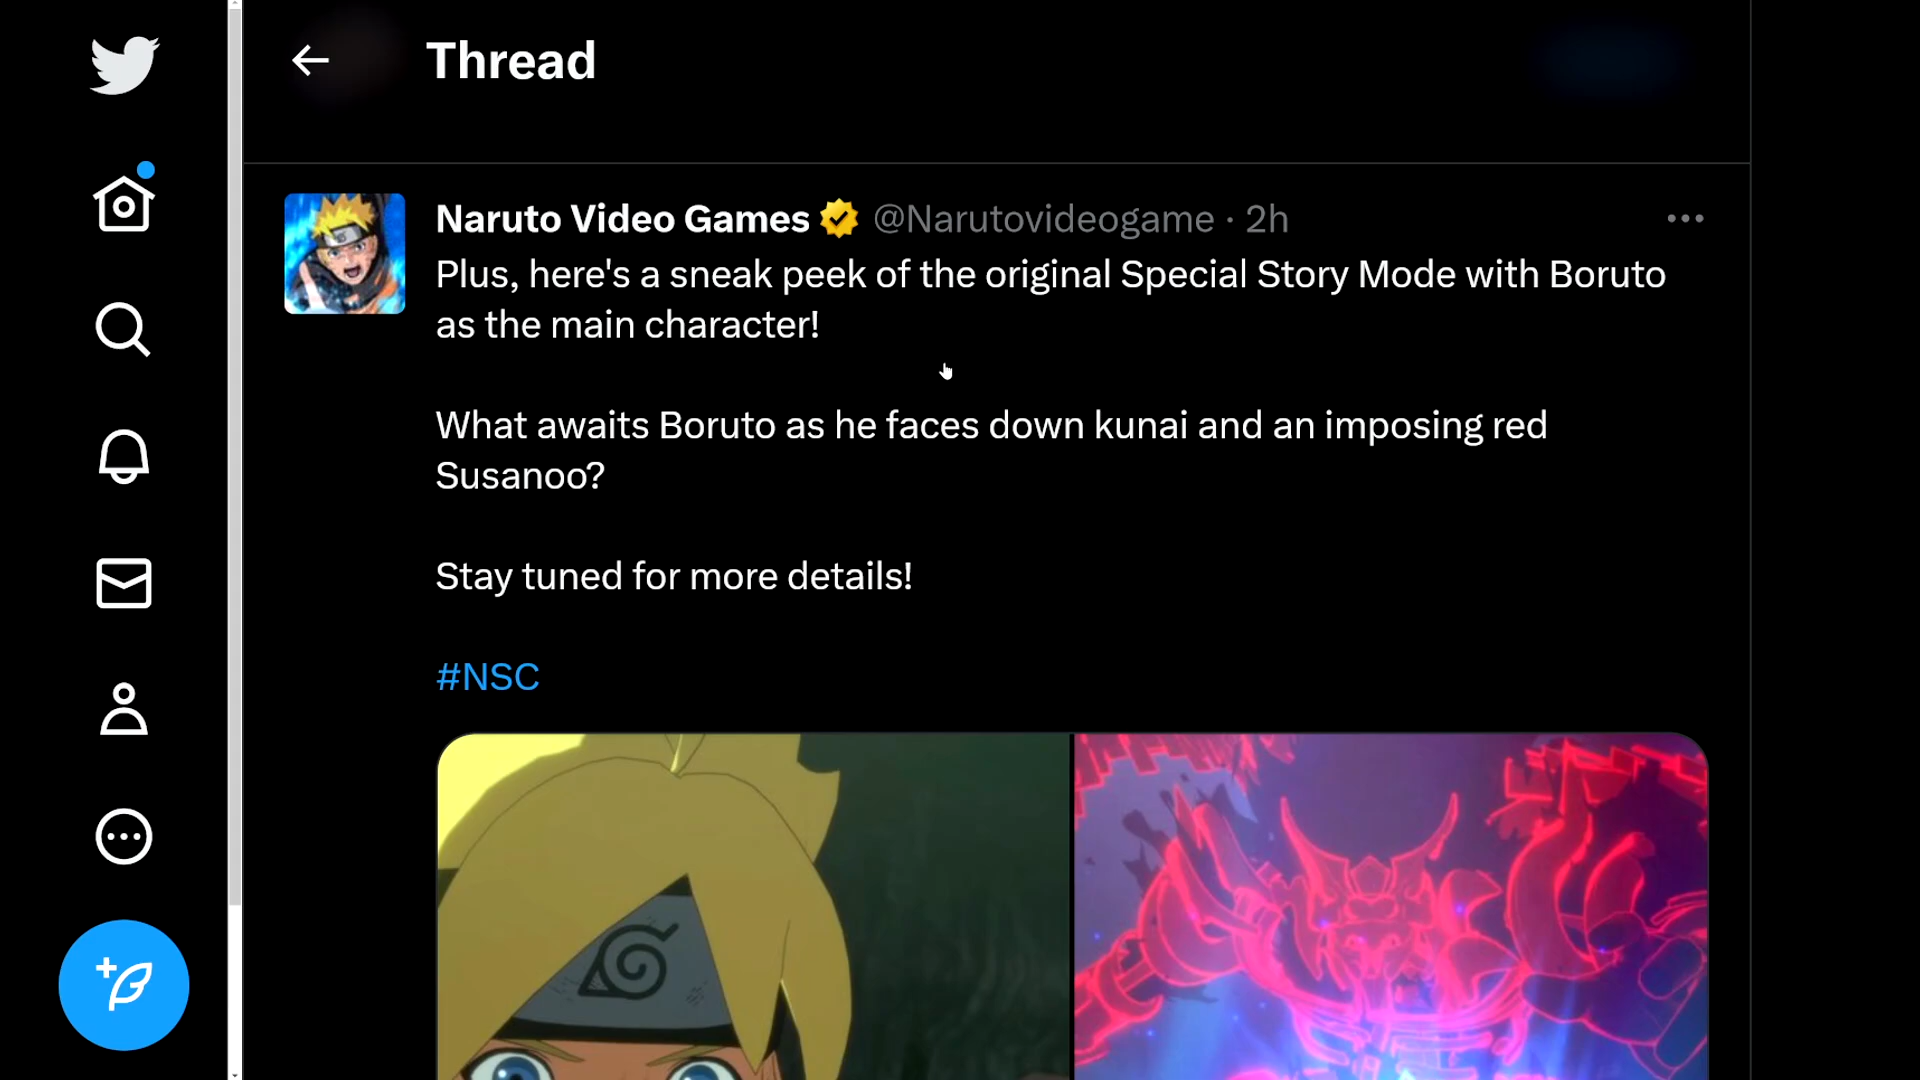 Thread
Naruto Video Games @Narutovideogame · 2h
Plus, here's a sneak peek of the original Special Story Mode with Boruto
as the main character!
What awaits Boruto as he faces down kunai and an imposing red
Susanoo?
Stay tuned for more details!
#NSC